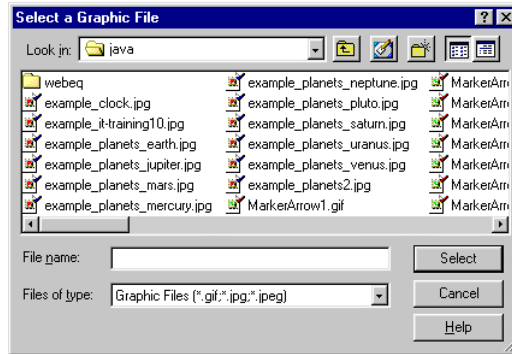 Select a Graphic File
Look in: java
webeq
example_clock.jpg
example_it-training10.jpg
example_planets_earth.jpg
example_planets_jupiter.jpg
example_planets_mars.jpg
example_planets_mercury.jpg
example_planets_neptune.jpg
example_planets_pluto.jpg
example_planets_saturn.jpg
example_planets_uranus.jpg
example_planets_venus.jpg
example_planets2.jpg
MarkerArrow1.gif
File name: Select
Files of type: Graphic Files (*.gif;*.jpg;*.jpeg) Cancel
Help